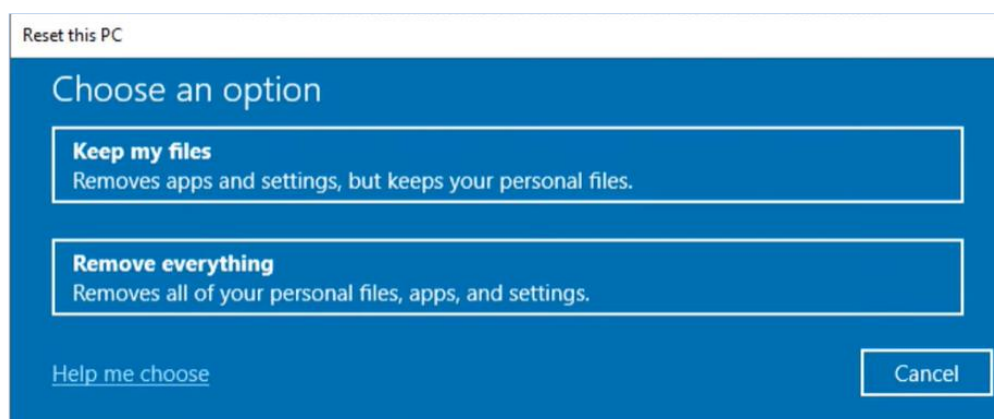 Reset this PC
Choose an option
Keep my files
Removes apps and settings, but keeps your personal files.
Remove everything
Removes all of your personal files, apps, and settings.
Help me choose
Cancel